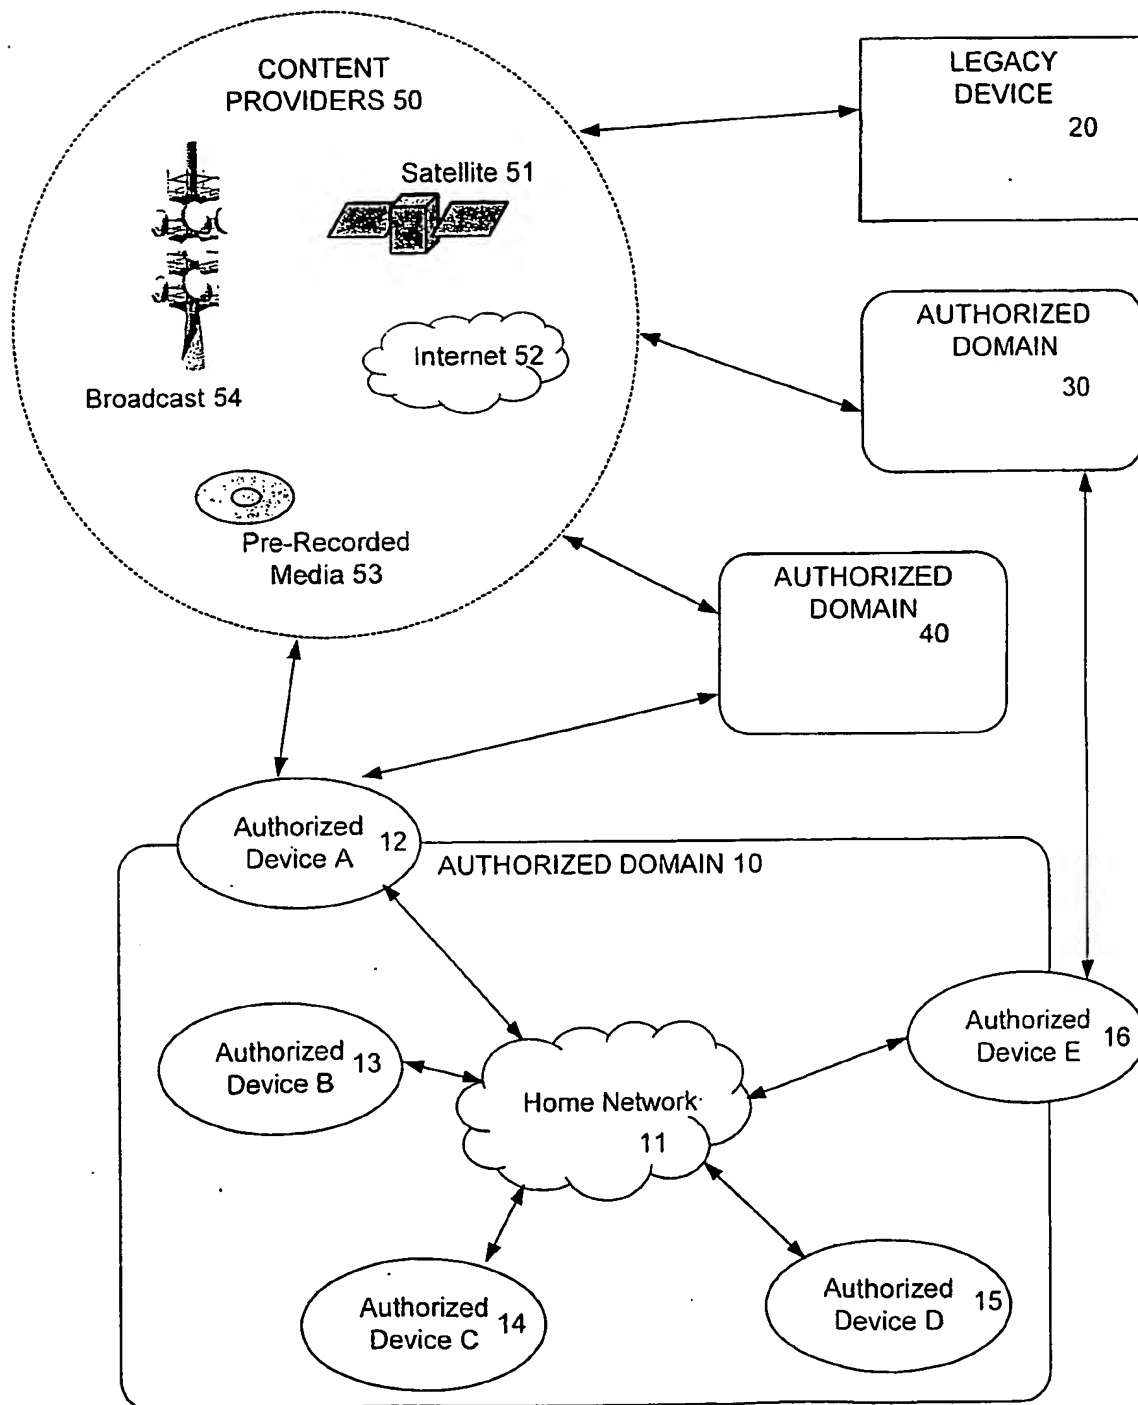 CONTENT
PROVIDERS 50
Satellite 51
Internet 52
Broadcast 54
Pre-Recorded
Media 53
LEGACY
DEVICE
20
AUTHORIZED
DOMAIN
30
AUTHORIZED
DOMAIN
40
Authorized
Device A
12
AUTHORIZED DOMAIN 10
Authorized
Device B
13
Home Network
11
Authorized
Device E
16
Authorized
Device C
14
Authorized
Device D
15